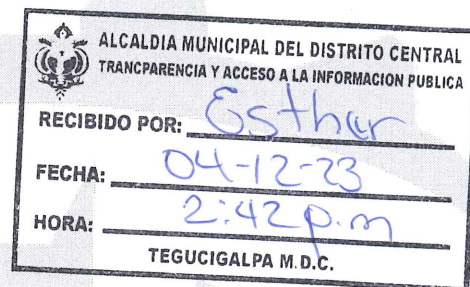 ALCALDIA MUNICIPAL DEL DISTRITO CENTRAL
TRANCPARENCIA Y ACCESO A LA INFORMACION PUBLICA
RECIBIDO POR: Esther
FECHA: 04-12-23
HORA: 2:42 p.m
TEGUCIGALPA M.D.C.